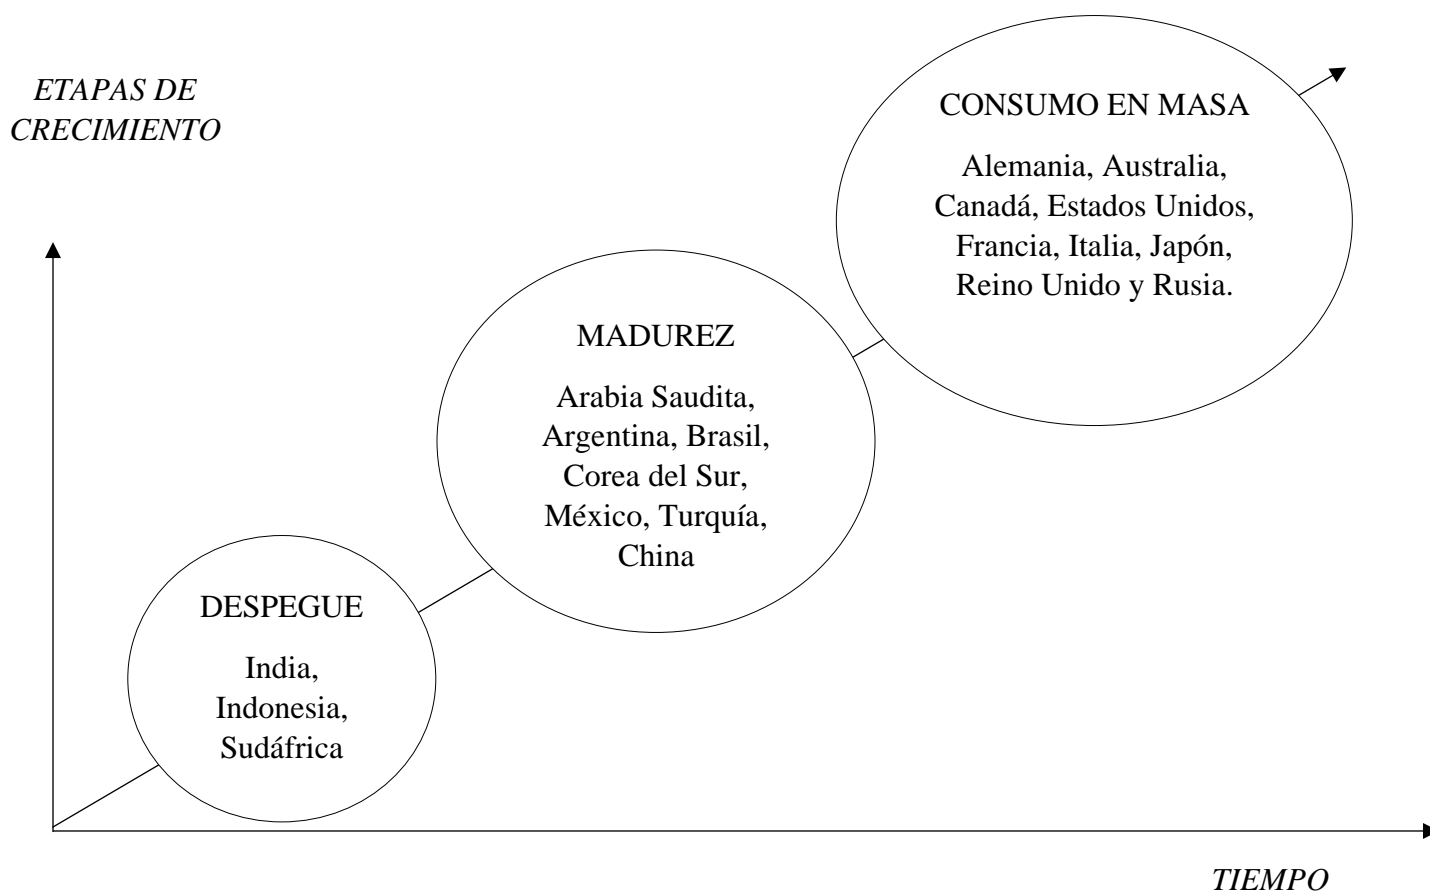 ETAPAS DE
CRECIMIENTO
CONSUMO EN MASA
Alemania, Australia,
Canadá, Estados Unidos,
Francia, Italia, Japón,
Reino Unido y Rusia.
MADUREZ
Arabia Saudita,
Argentina, Brasil,
Corea del Sur,
México, Turquía,
China
DESPEGUE
India,
Indonesia,
Sudáfrica
TIEMPO